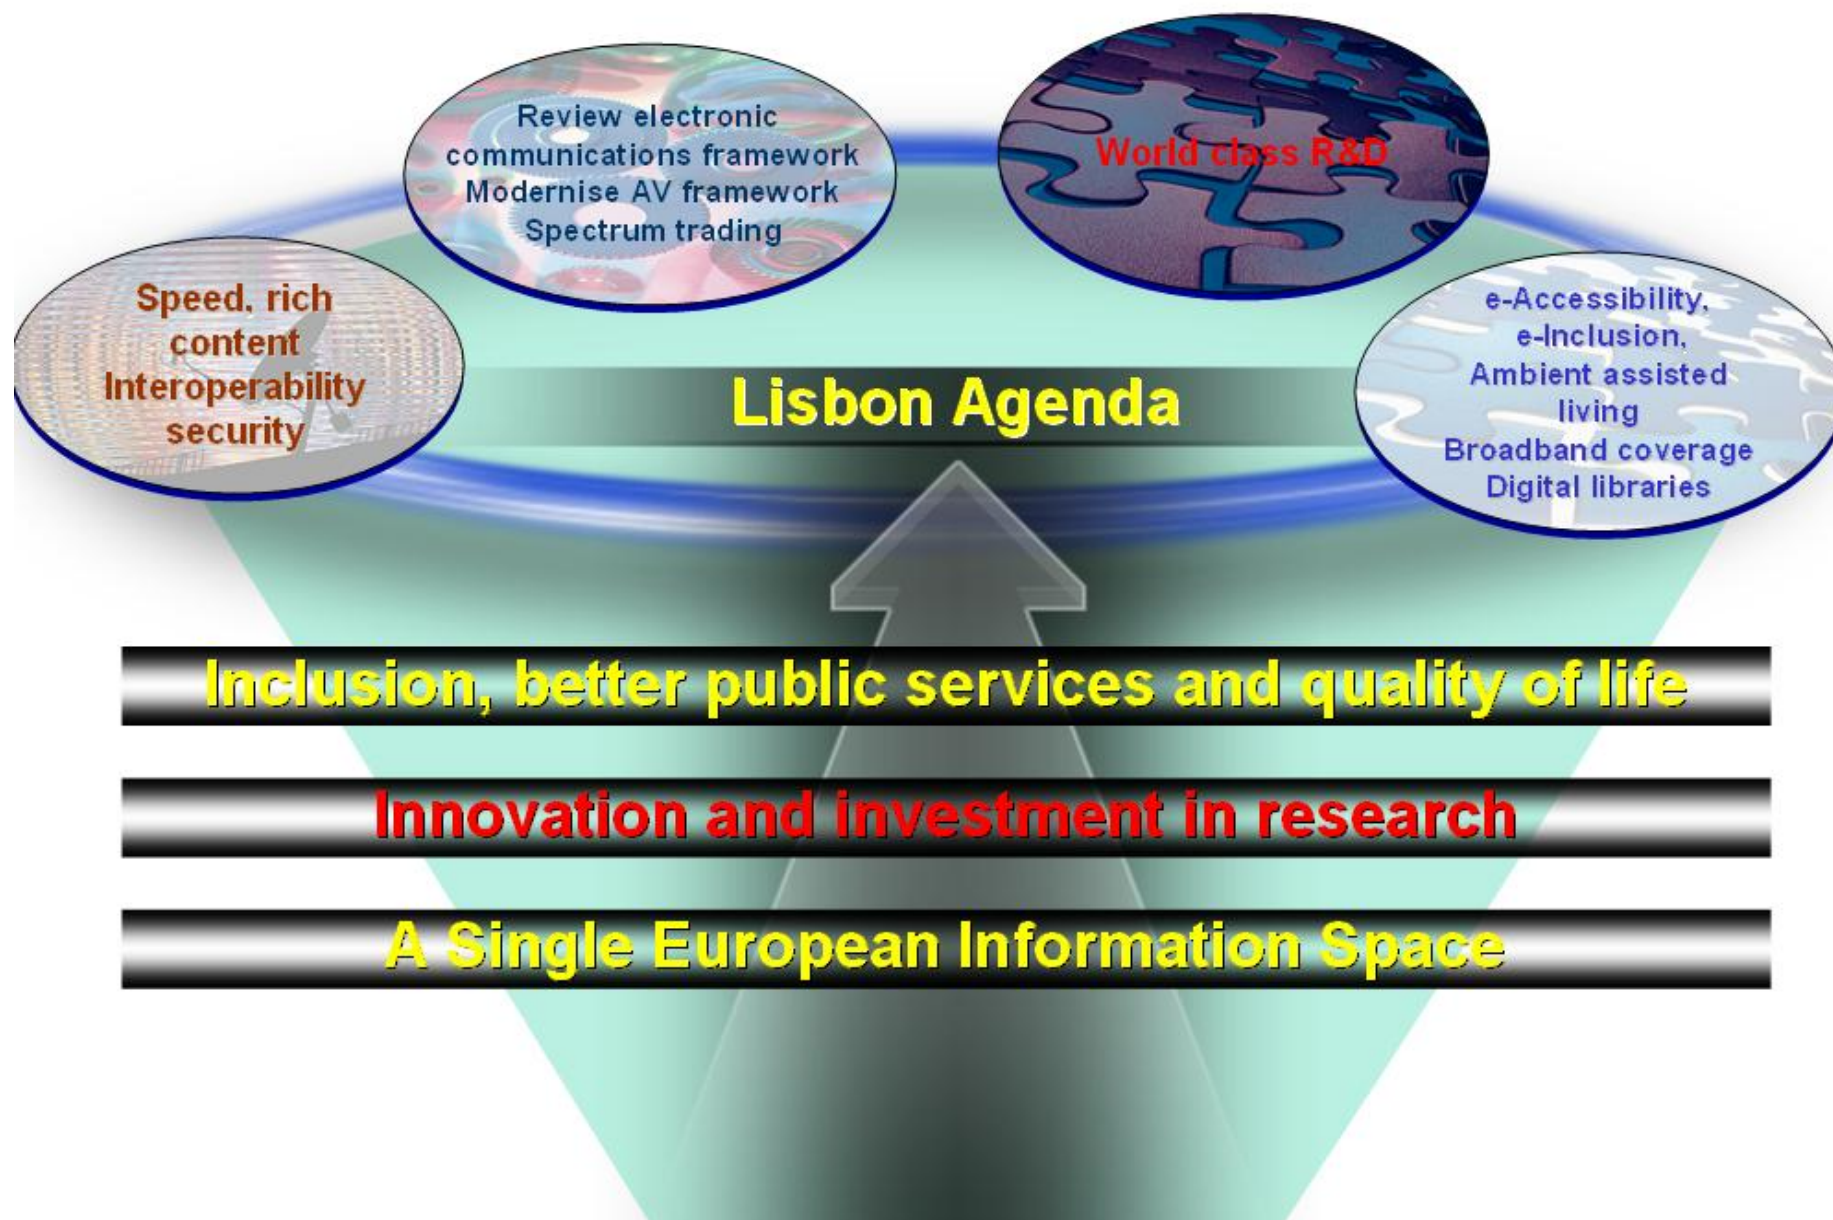 Review electronic
communications framework
Modernise AV framework
Spectrum trading
World class R&D
Speed, rich
content
Interoperability
security
e-Accessibility,
e-Inclusion,
Ambient assisted
living
Broadband coverage
Digital libraries
Lisbon Agenda
Inclusion, better public services and quality of life
Innovation and investment in research
A Single European Information Space